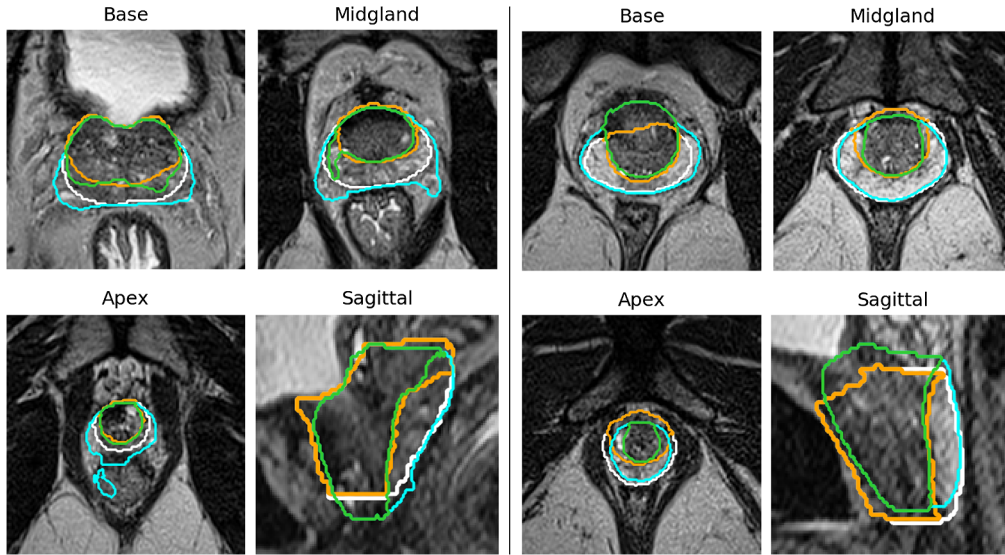 Base
Midgland
Base
Midgland
Apex
Sagittal
Apex
Sagittal